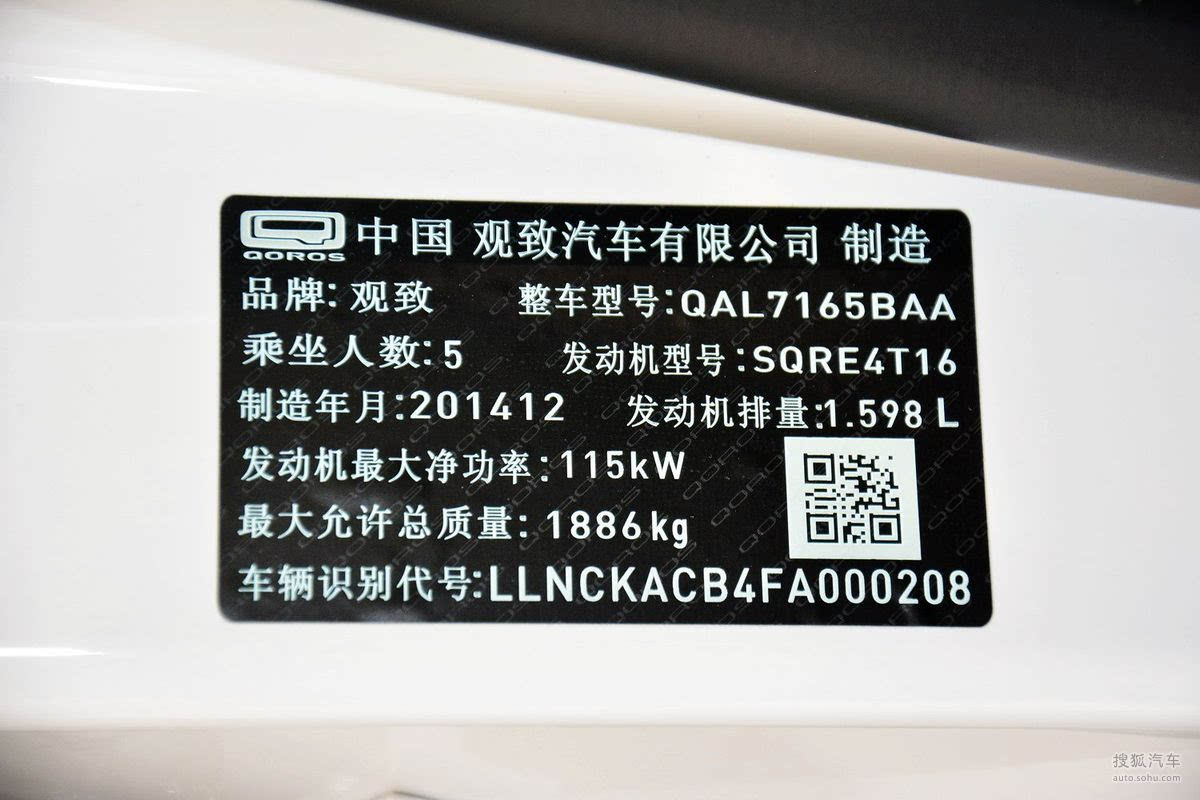 QOROS 中国 观致汽车有限公司 制造
品牌: 观致 整车型号:QAL7165BAA
乘坐人数:5 发动机型号:SQRE4T16
制造年月:201412 发动机排量:1.598 L
发动机最大净功率:115kW
最大允许总质量:1886kg
车辆识别代号:LLNCKACB4FA000208
搜狐汽车
auto.sohu.com